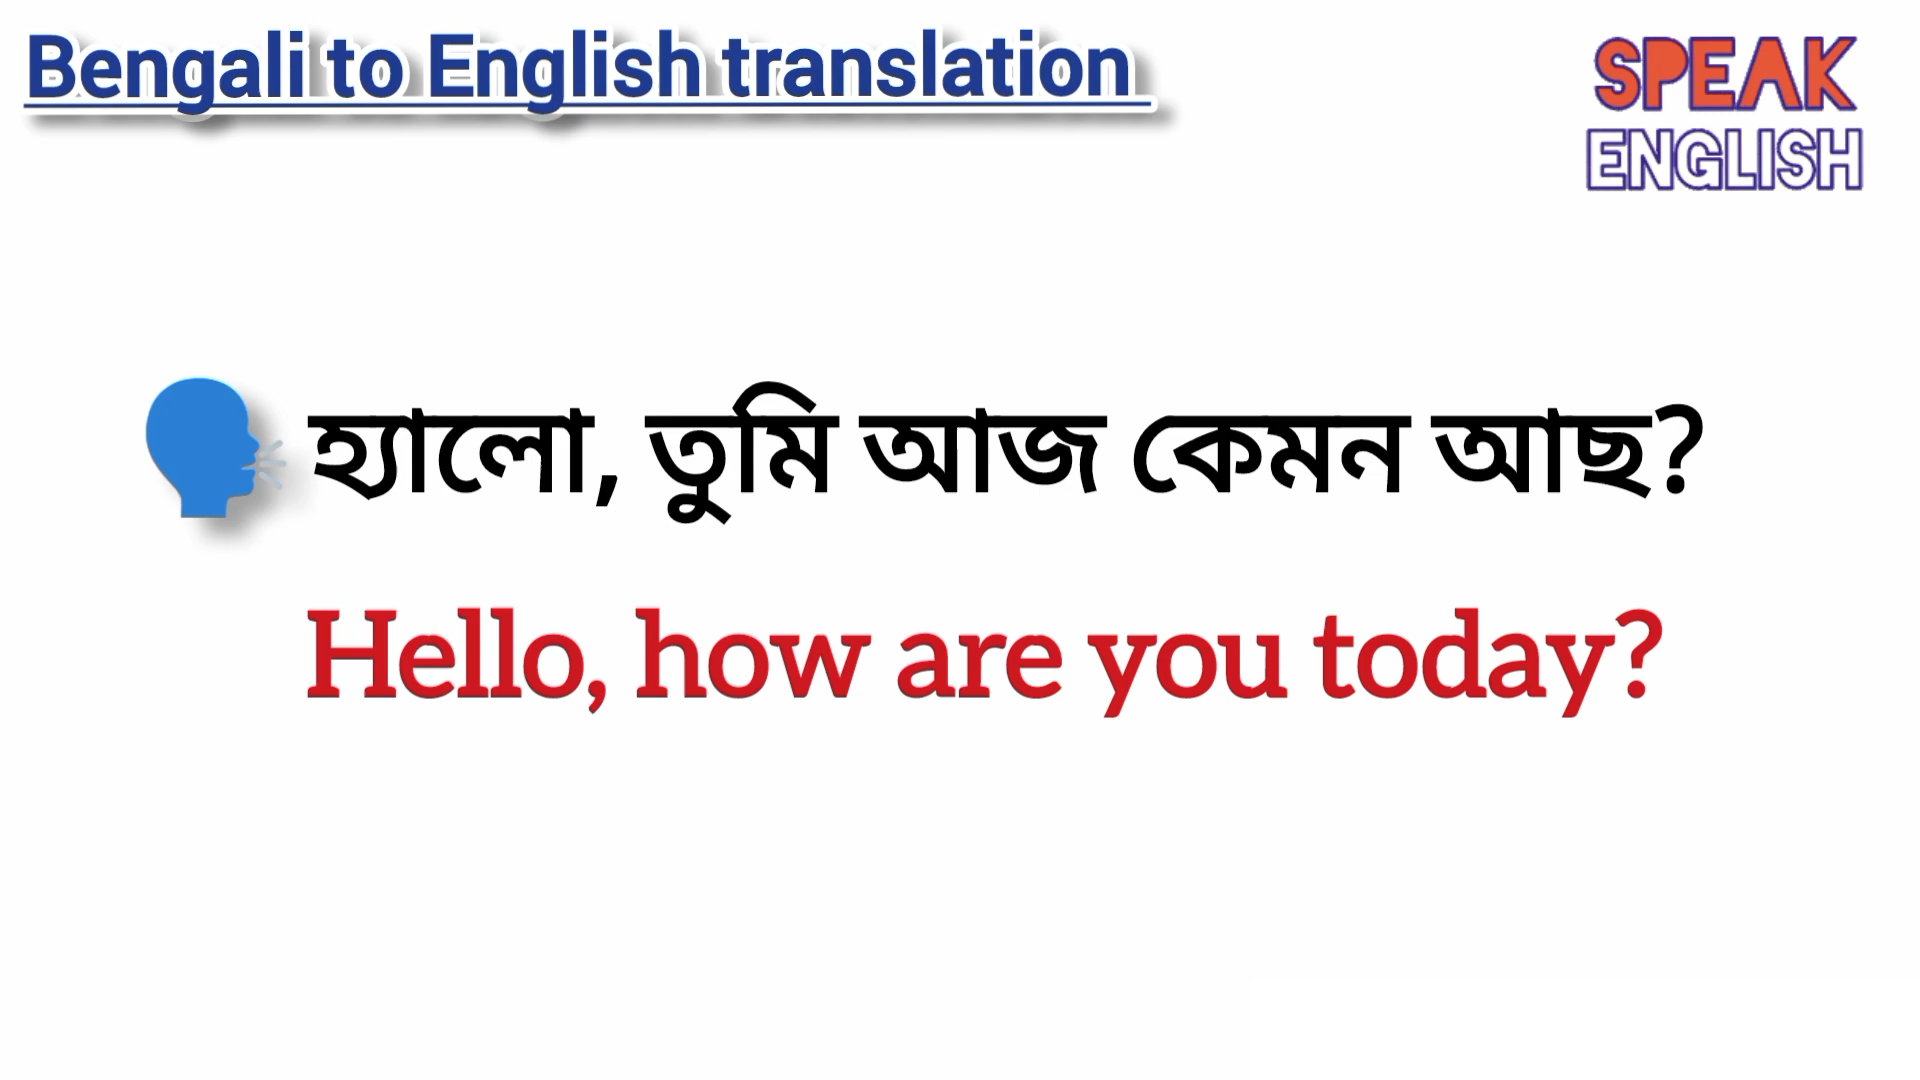 Bengali to English translation
SPEAK
ENGLISH
হ্যালো, তুমি আজ কেমন আছ?
Hello, how are you today?